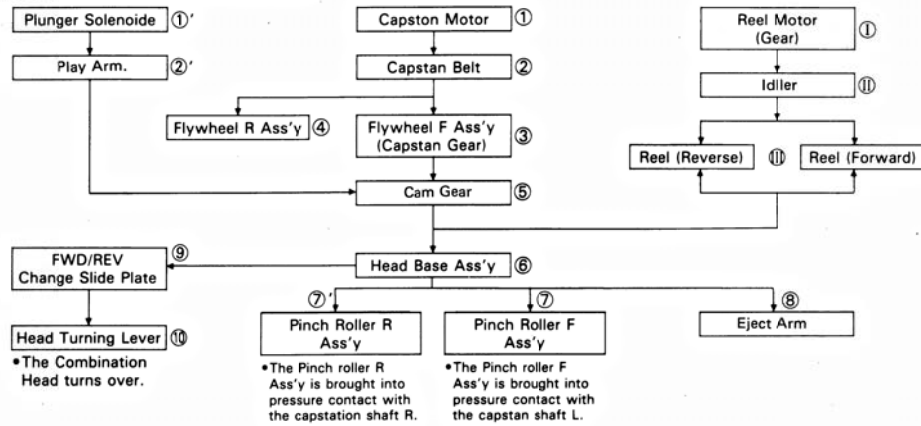 Plunger Solenoide ①'
Capston Motor ①
Reel Motor
(Gear) Ⓘ
Play Arm. ②'
Capstan Belt ②
Idller Ⅱ
Flywheel R Ass'y ④
Flywheel F Ass'y
(Capstan Gear) ③
Reel (Reverse) Ⅲ Reel (Forward)
Cam Gear ⑤
FWD/REV
Change Slide Plate ⑨
Head Base Ass'y ⑥
Head Turning Lever ⑩
•The Combination
Head turns over.
⑦'
Pinch Roller R
Ass'y
•The Pinch roller R
Ass'y is brought into
pressure contact with
the capstation shaft R.
⑦
Pinch Roller F
Ass'y
•The Pinch roller F
Ass'y is brought into
pressure contact with
the capstan shaft L.
⑧
Eject Arm